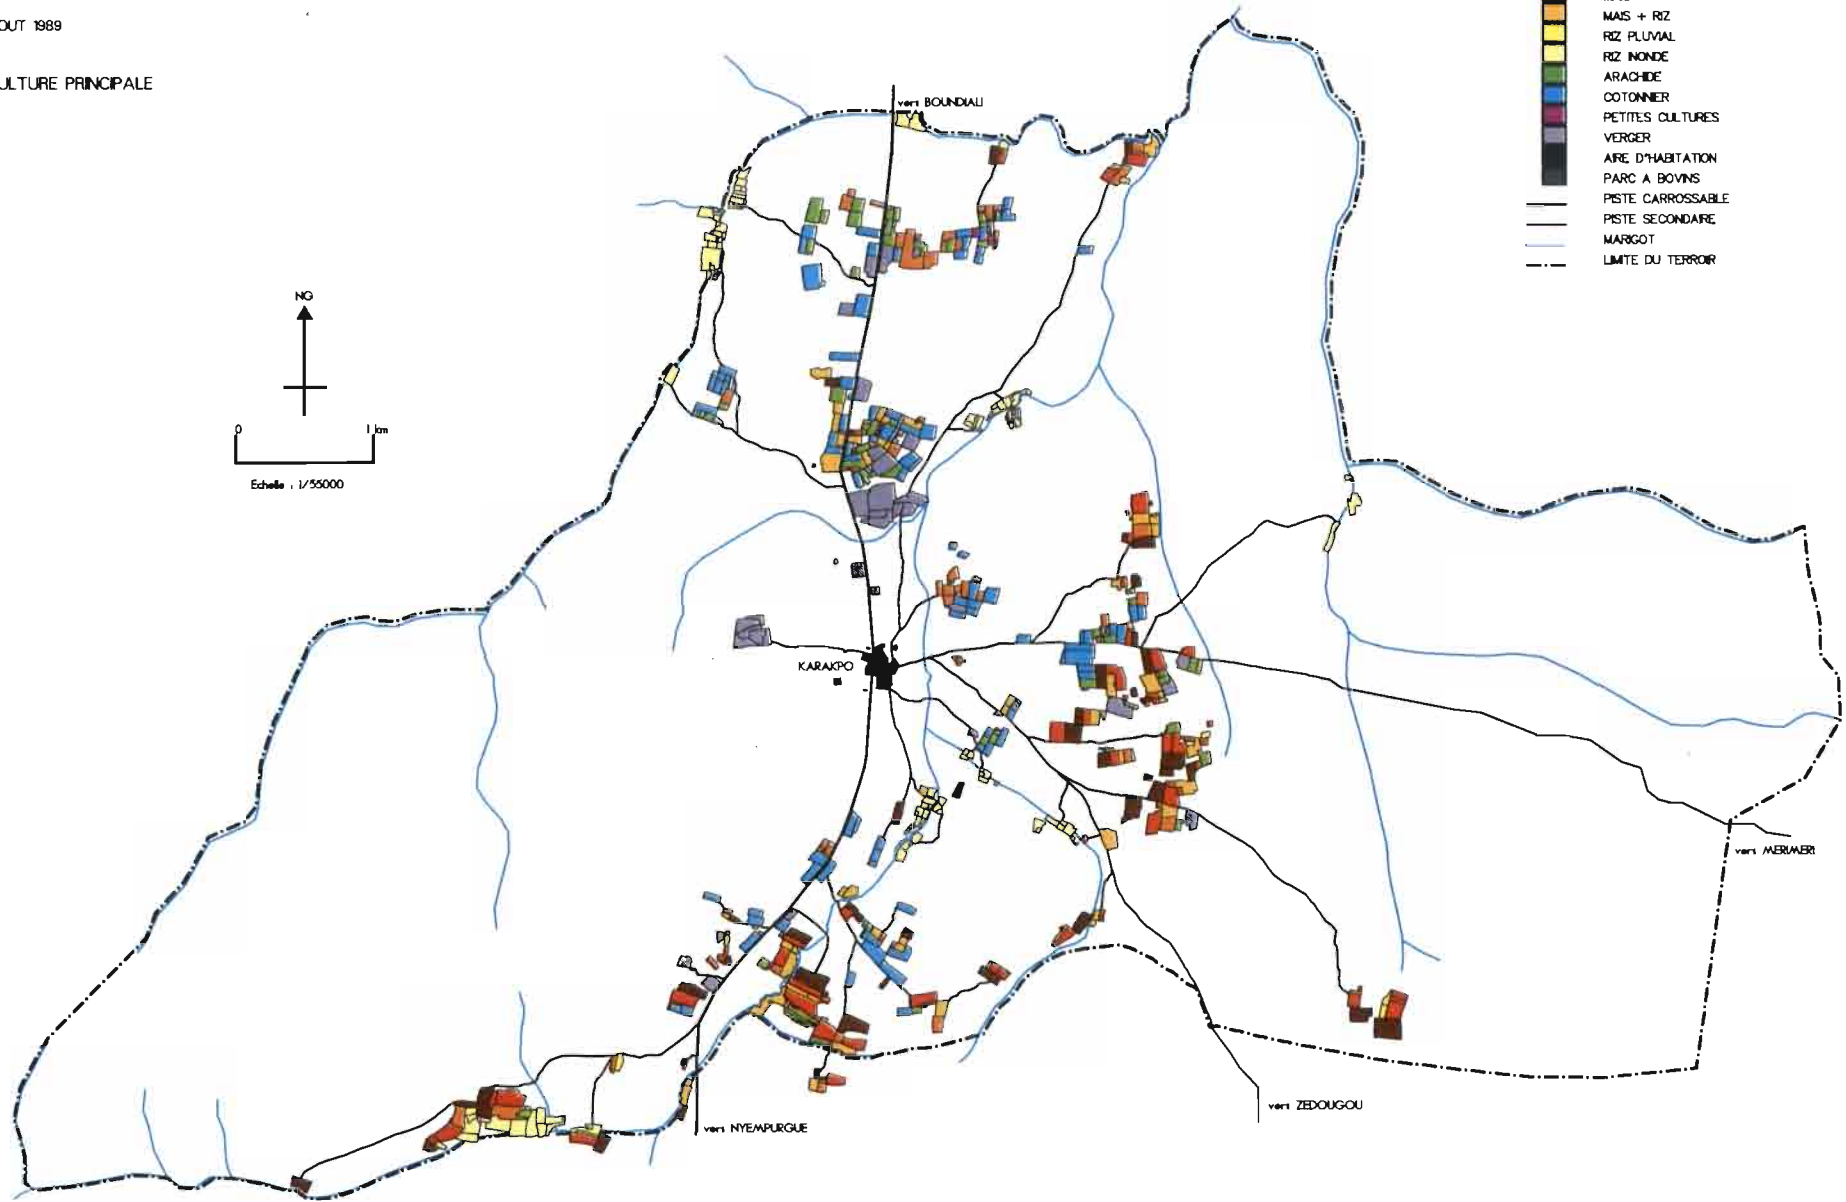 OUT 1989
ULTURE PRINCIPALE
MAIS + RIZ
RIZ PLUVIAL
RIZ INONDE
ARACHIDE
COTONNIER
PETITES CULTURES
VERGER
AIRE D'HABITATION
PARC A BOVINS
PISTE CARROSSABLE
PISTE SECONDAIRE
MARIGOT
LIMITE DU TERROIR
vers BOUNDIALI
NG
0 1 km
Echelle : 1/55000
KARAKPO
vers MERIMERI
vers ZEDOUGOU
vers NYEMPURGUE